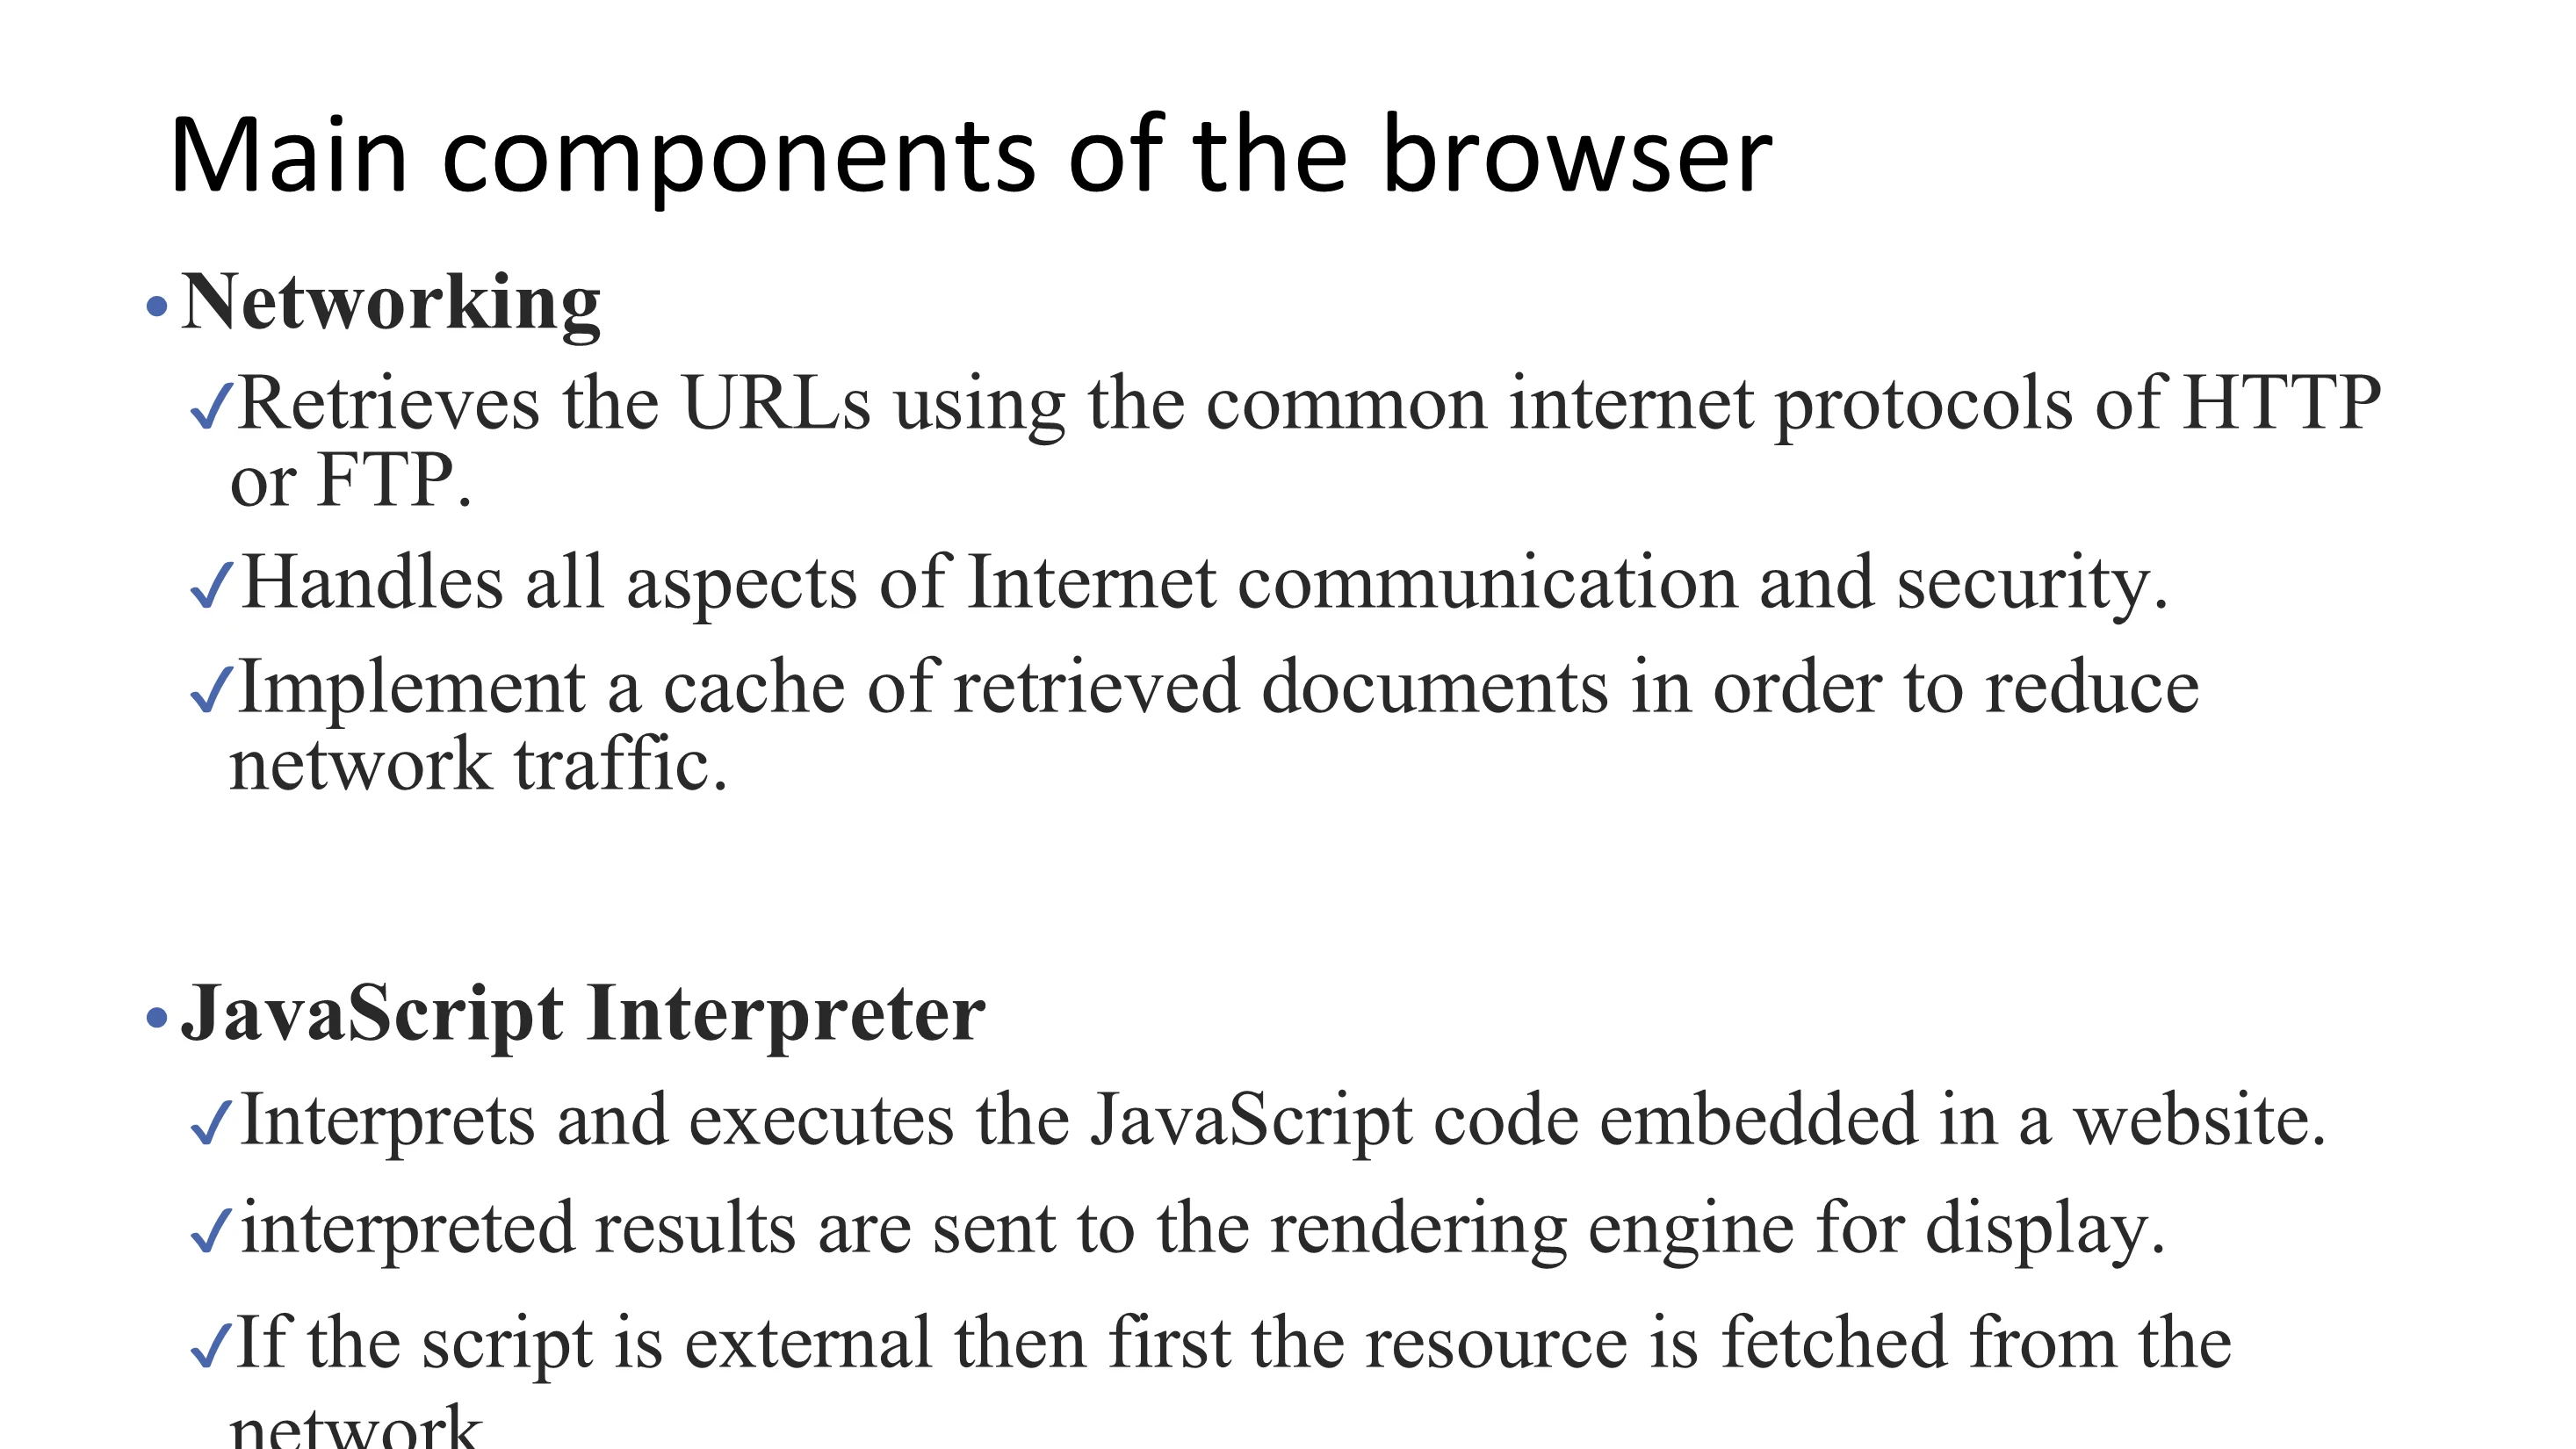 Main components of the browser
• Networking
✓Retrieves the URLs using the common internet protocols of HTTP
or FTP.
✓Handles all aspects of Internet communication and security.
✓Implement a cache of retrieved documents in order to reduce
network traffic.
• JavaScript Interpreter
✓Interprets and executes the JavaScript code embedded in a website.
✓interpreted results are sent to the rendering engine for display.
✓If the script is external then first the resource is fetched from the
network